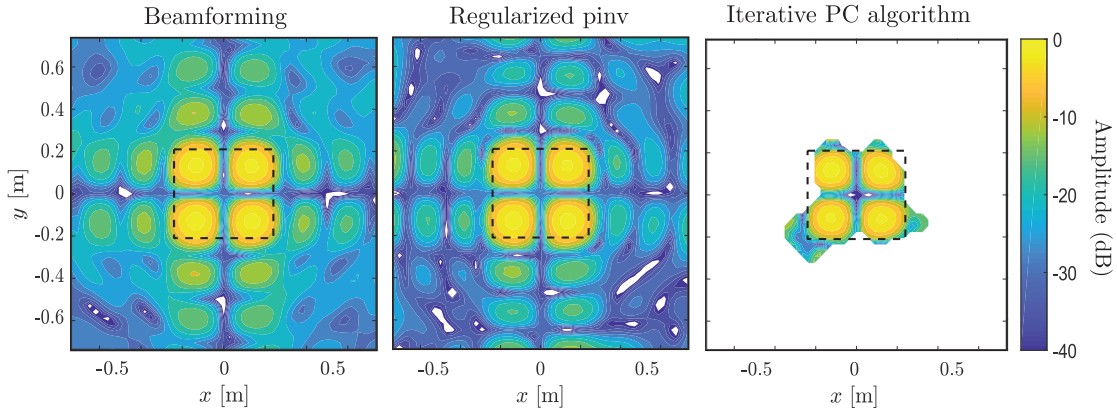 Beamforming
Regularized pinv
Iterative PC algorithm
0.6
0.4
0.2
0
-0.2
-0.4
-0.6
y [m]
-0.5 0 0.5
x [m]
-0.5 0 0.5
x [m]
-0.5 0 0.5
x [m]
0
-10
-20
-30
-40
Amplitude (dB)